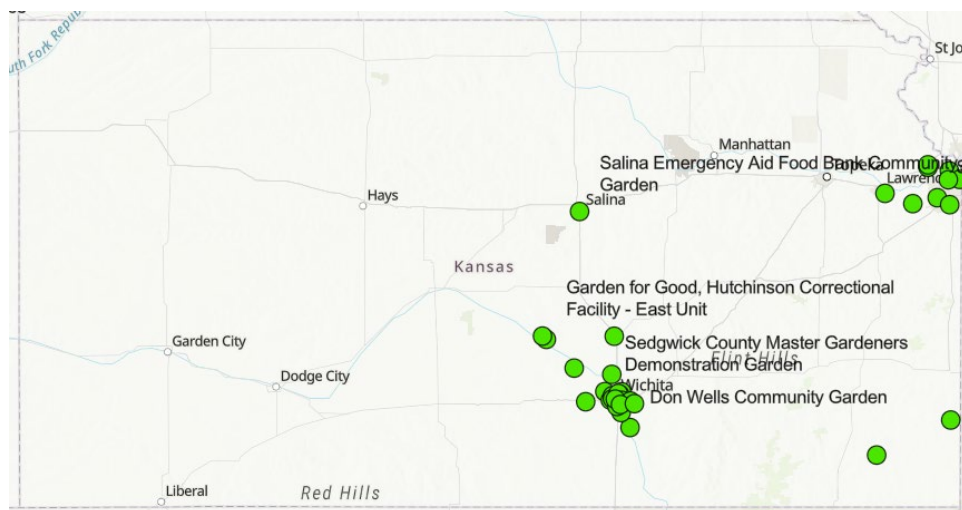 South Fork Republ
St Jo
Manhattan
Salina Emergency Aid Food Bank Community
Garden
Topeka
Lawrenc
Hays
Salina
Kansas
Garden for Good, Hutchinson Correctional
Facility - East Unit
Garden City
Sedgwick County Master Gardeners
Demonstration Garden
Flint Hills
Dodge City
Wichita
Don Wells Community Garden
Liberal
Red Hills